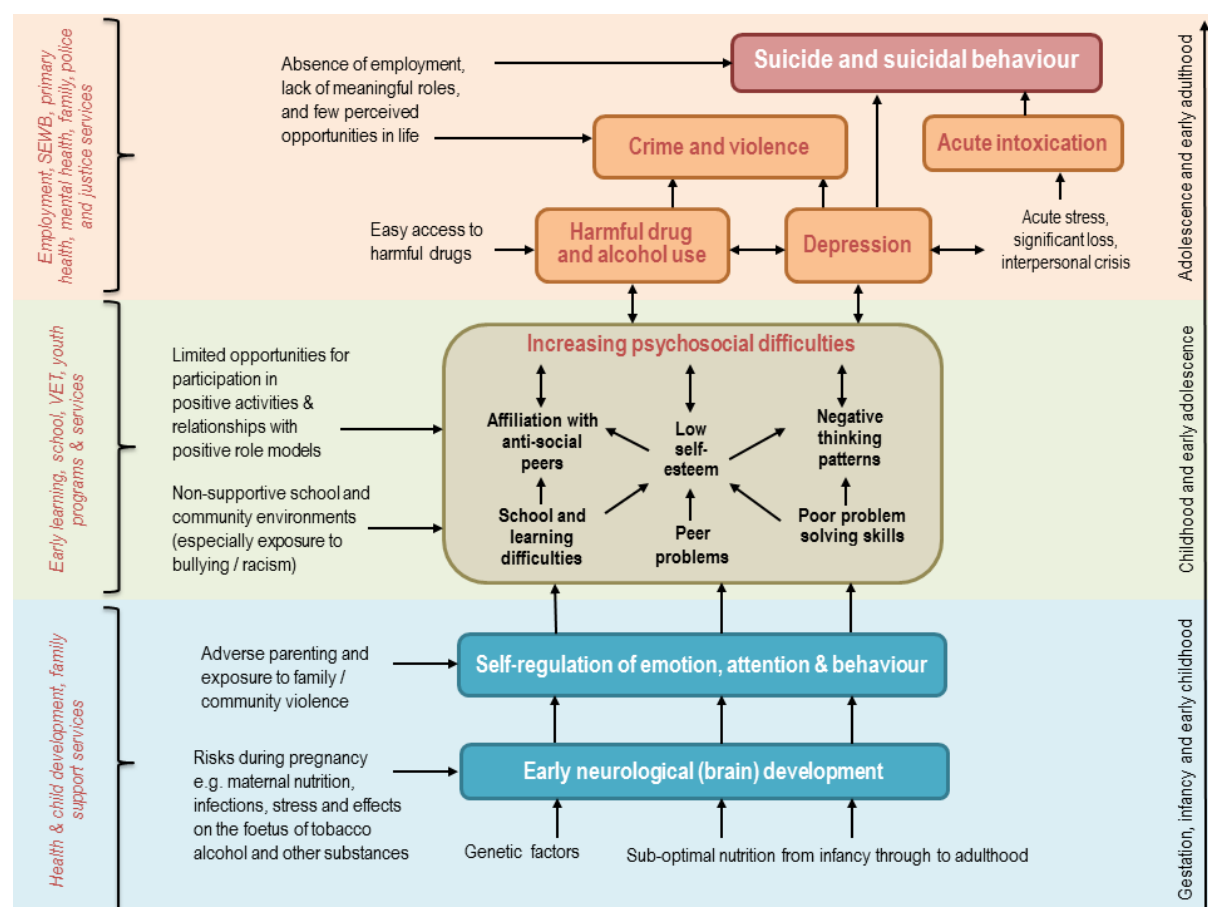 Employment, SEWB, primary
health, mental health, family, police
and justice services
Absence of employment,
lack of meaningful roles,
and few perceived
opportunities in life
Suicide and suicidal behaviour
Crime and violence
Acute intoxication
Easy access to
harmful drugs
Harmful drug
and alcohol use
Depression
Acute stress,
significant loss,
interpersonal crisis
Adolescence and early adulthood
Early learning, school, VET, youth
programs & services
Limited opportunities for
participation in
positive activities &
relationships with
positive role models
Non-supportive school and
community environments
(especially exposure to
bullying / racism)
Increasing psychosocial difficulties
Affiliation with
anti-social
peers
Low
self-
esteem
Negative
thinking
patterns
School and
learning
difficulties
Peer
problems
Poor problem
solving skills
Childhood and early adolescence
Health & child development, family
support services
Adverse parenting and
exposure to family /
community violence
Self-regulation of emotion, attention & behaviour
Risks during pregnancy
e.g. maternal nutrition,
infections, stress and effects
on the foetus of tobacco
alcohol and other substances
Early neurological (brain) development
Genetic factors
Sub-optimal nutrition from infancy through to adulthood
Gestation, infancy and early childhood